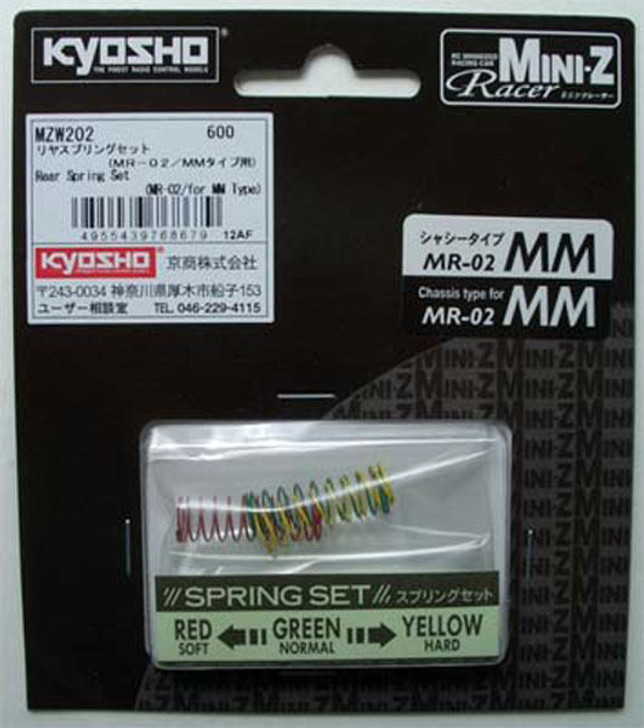 KYOSHO
THE FINEST RADIO CONTROL MODELS
RC MINIATURE
RACING CAR
MINI-Z
Racer ミニッツレーサー
MZW202 600
リヤスプリングセット
(MR-02/MMタイプ用)
Rear Spring Set
(MR-02/for MM Type)
4955439768679 12AF
KYOSHO 京商株式会社
〒243-0034 神奈川県厚木市船子153
ユーザー相談室 TEL. 046-229-4115
シャシータイプ
MR-02 MM
Chassis type for
MR-02 MM
SPRING SET スプリングセット
RED GREEN YELLOW
SOFT NORMAL HARD